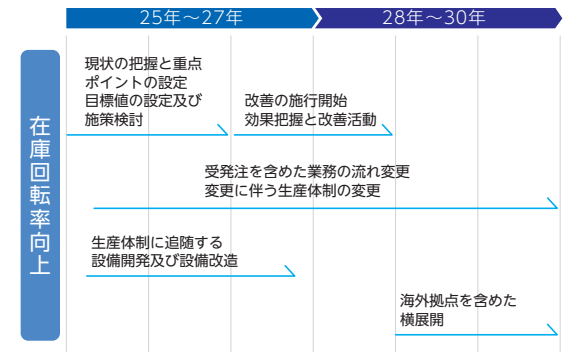 25年～27年
28年～30年
在庫回転率向上
現状の把握と重点
ポイントの設定
目標値の設定及び
施策検討
改善の施行開始
効果把握と改善活動
受発注を含めた業務の流れ変更
変更に伴う生産体制の変更
生産体制に追随する
設備開発及び設備改造
海外拠点を含めた
横展開